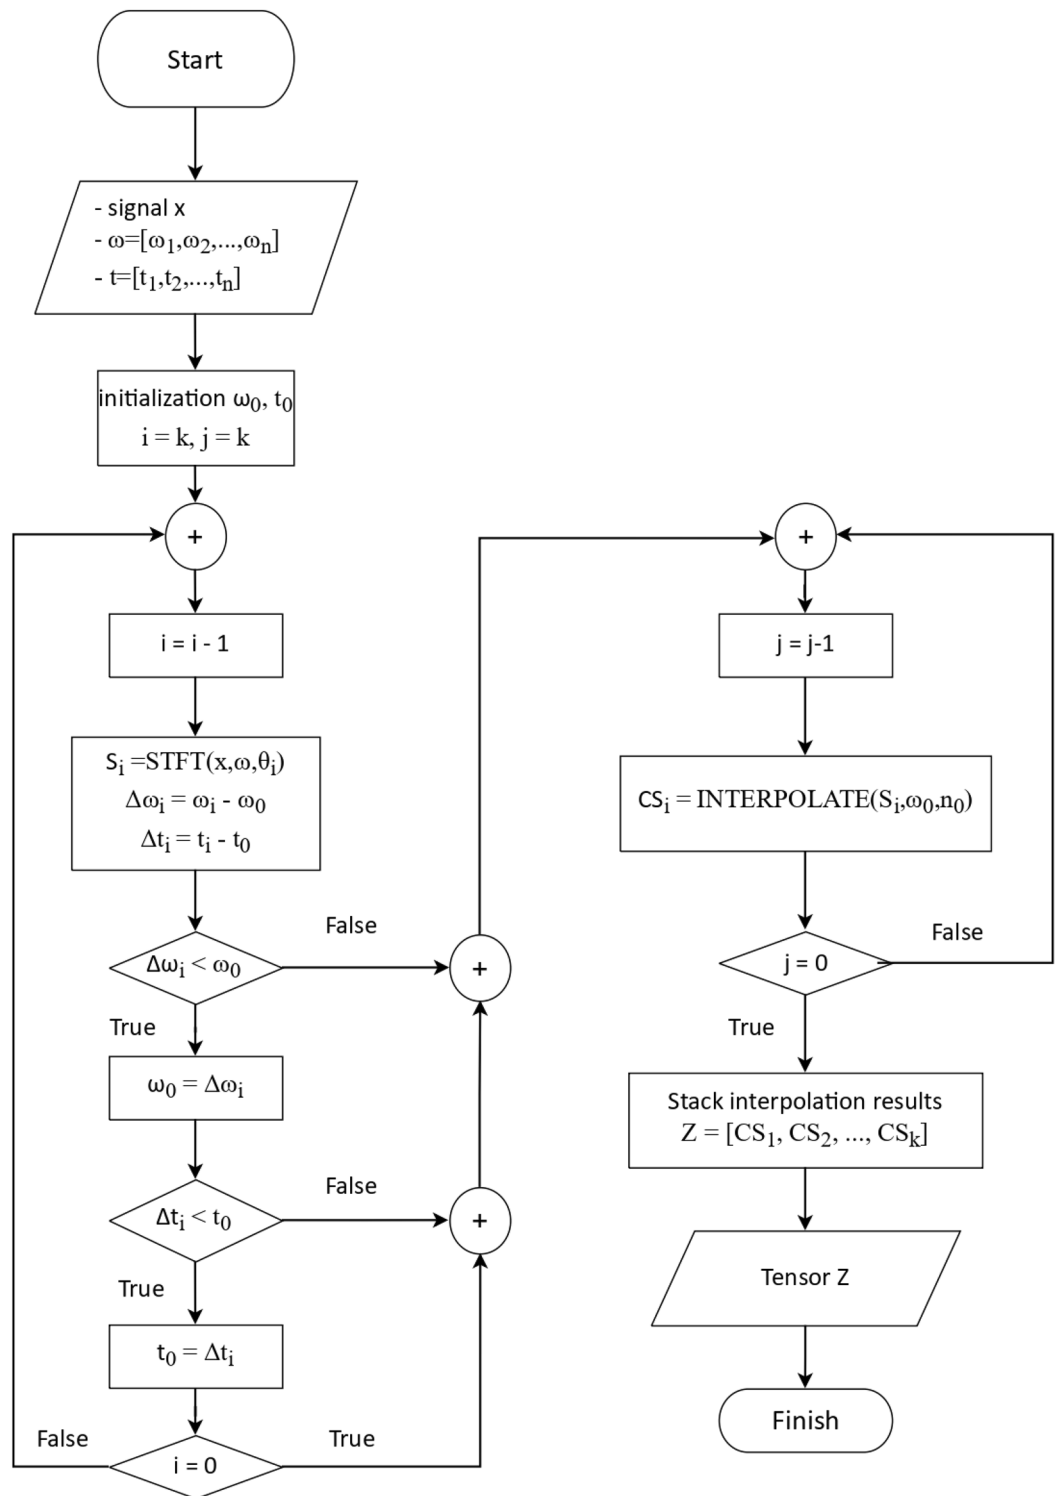 Start
- signal x
- ω=[ω₁,ω₂,...,ωₙ]
- t=[t₁,t₂,...,tₙ]
initialization ω₀, t₀
i = k, j = k
+
i = i - 1
Sᵢ =STFT(x,ω,θᵢ)
Δωᵢ = ωᵢ - ω₀
Δtᵢ = tᵢ - t₀
Δωᵢ < ω₀
False
+
True
ω₀ = Δωᵢ
Δtᵢ < t₀
False
+
True
t₀ = Δtᵢ
i = 0
False
True
+
j = j-1
CSᵢ = INTERPOLATE(Sᵢ,ω₀,n₀)
j = 0
False
True
Stack interpolation results
Z = [CS₁, CS₂, ..., CSₖ]
Tensor Z
Finish